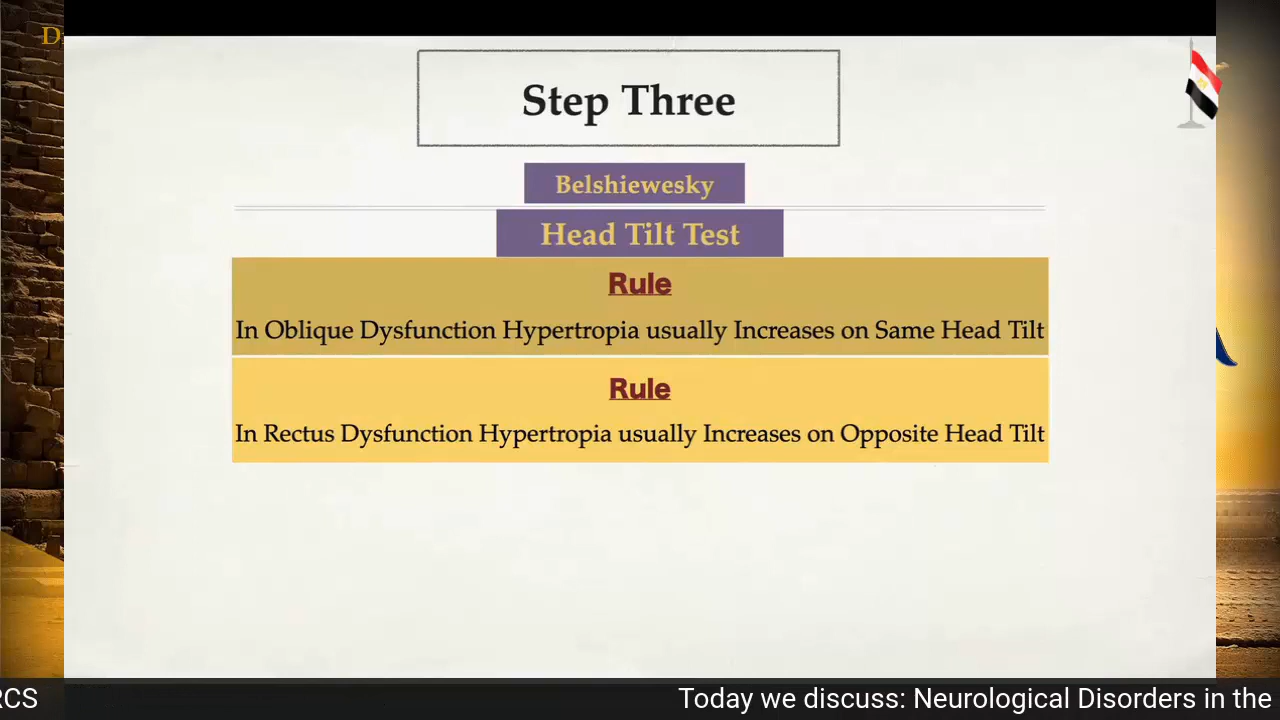 Step Three
Belshiewesky
Head Tilt Test
Rule
In Oblique Dysfunction Hypertropia usually Increases on Same Head Tilt
Rule
In Rectus Dysfunction Hypertropia usually Increases on Opposite Head Tilt
RCS Today we discuss: Neurological Disorders in the